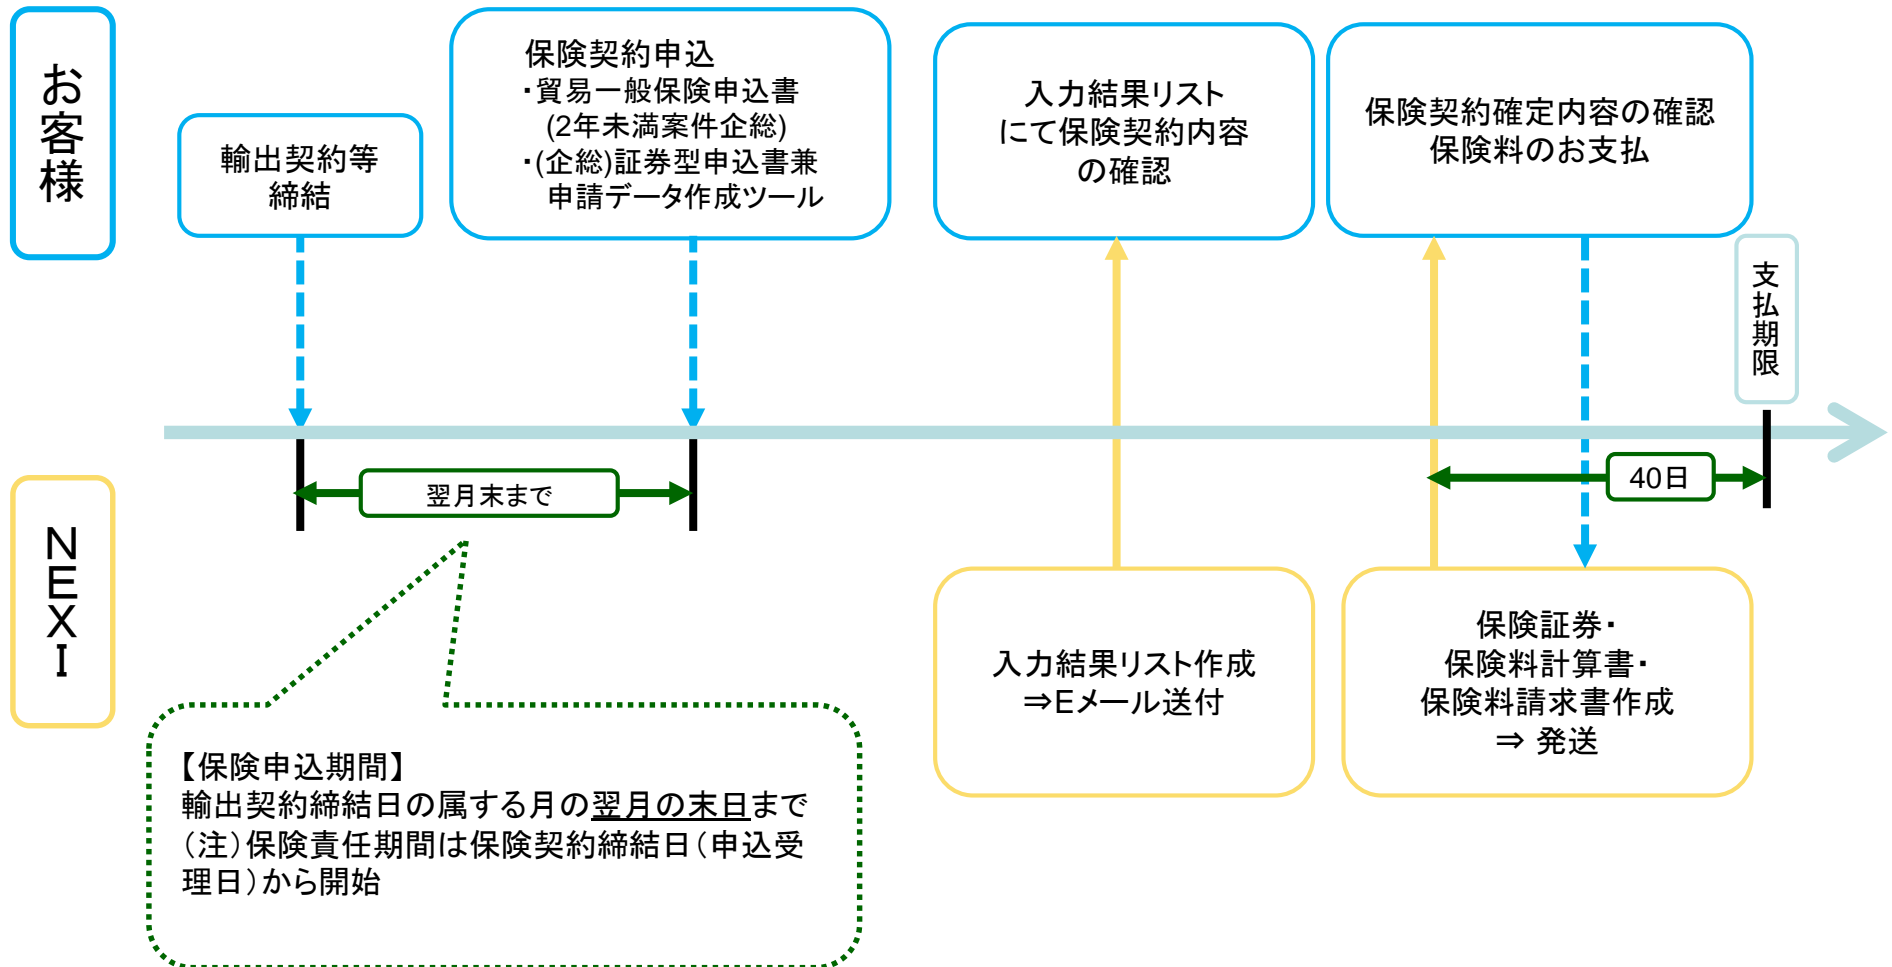 お客様
輸出契約等
締結
保険契約申込
・貿易一般保険申込書
(2年未満案件企総)
・(企総)証券型申込書兼
申請データ作成ツール
入力結果リスト
にて保険契約内容
の確認
保険契約確定内容の確認
保険料のお支払
支払期限
翌月末まで
40日
NEXI
【保険申込期間】
輸出契約締結日の属する月の翌月の末日まで
(注)保険責任期間は保険契約締結日(申込受
理日)から開始
入力結果リスト作成
⇒Eメール送付
保険証券・
保険料計算書・
保険料請求書作成
⇒ 発送